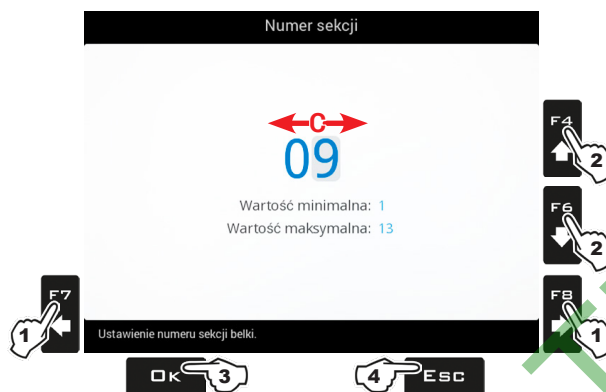 Numer sekcji
C
09
Wartość minimalna: 1
Wartość maksymalna: 13
Ustawienie numeru sekcji belki.
F4
2
F6
2
F7
1
F8
1
OK
3
4
ESC